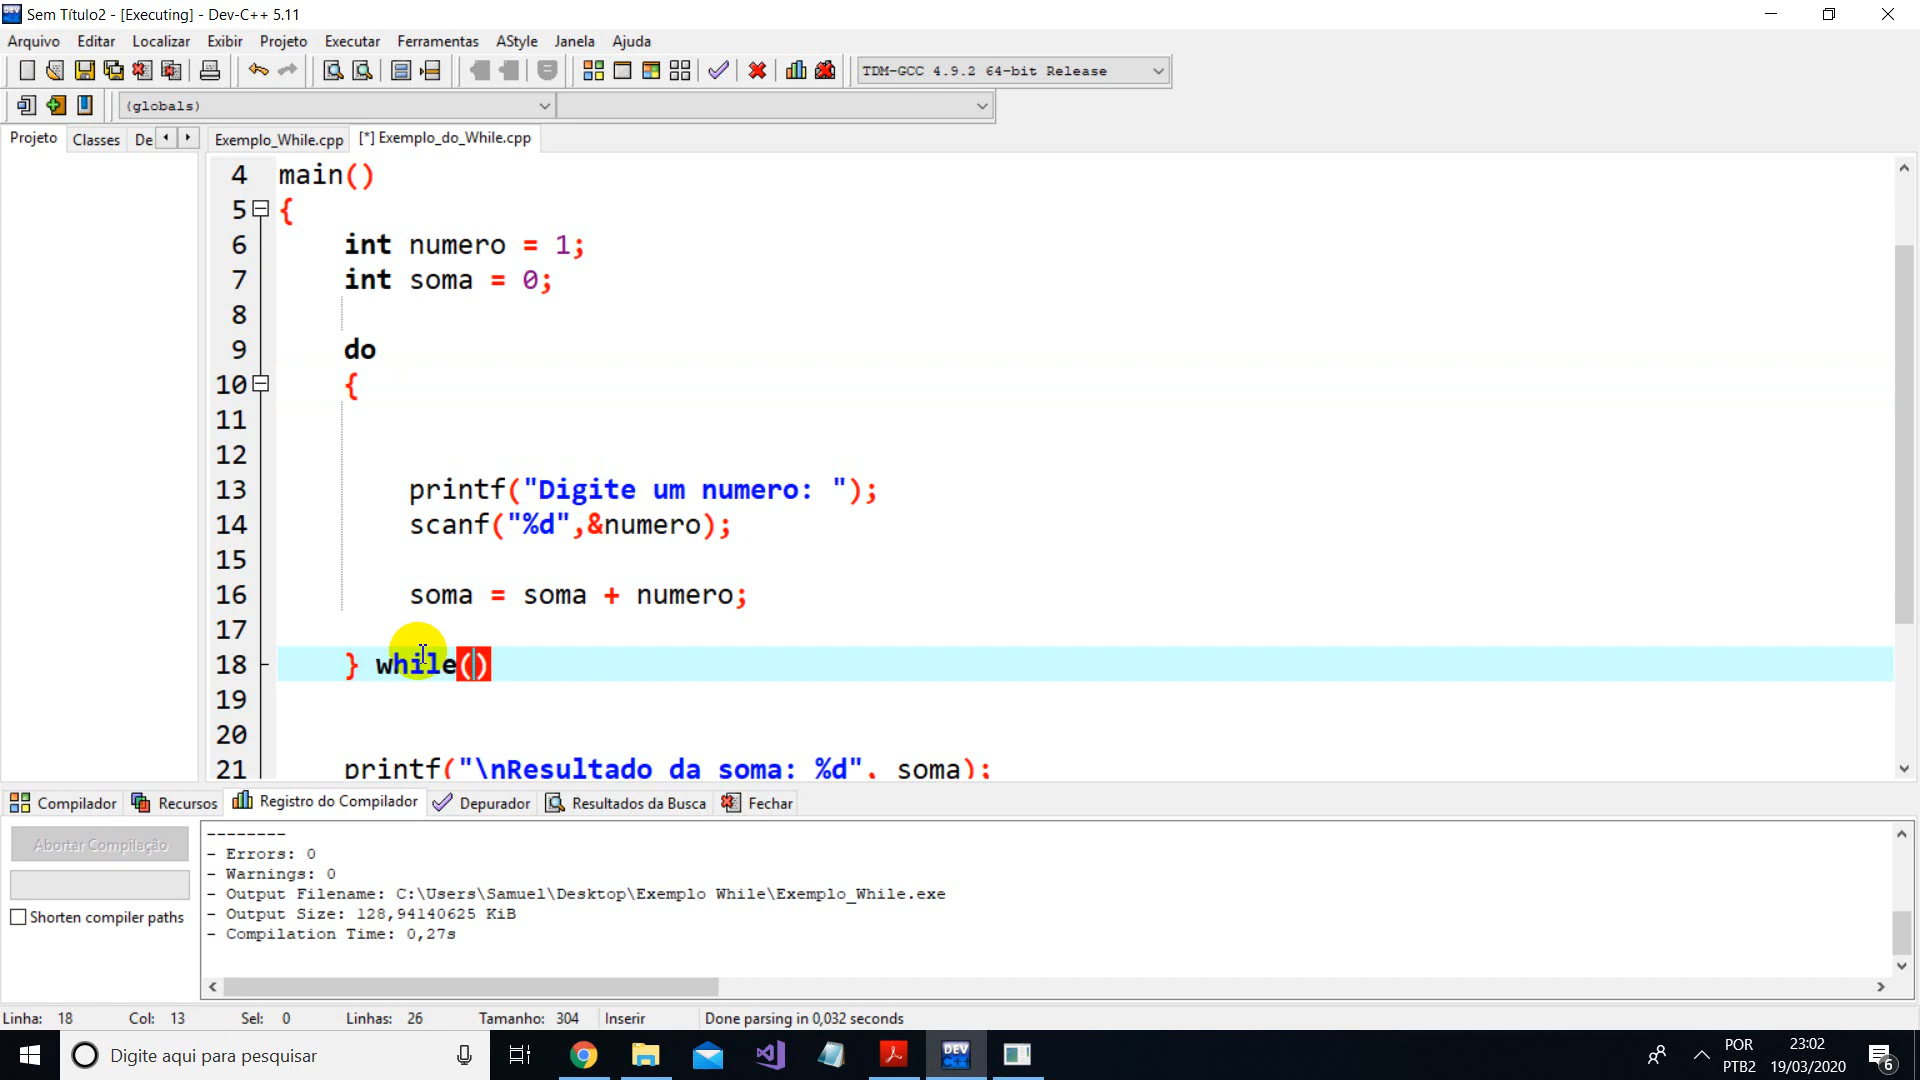 Sem Título2 - [Executing] - Dev-C++ 5.11
Arquivo Editar Localizar Exibir Projeto Executar Ferramentas AStyle Janela Ajuda
TDM-GCC 4.9.2 64-bit Release
(globals)
Projeto Classes De Exemplo_While.cpp [*] Exemplo_do_While.cpp
4 main()
5 {
6 int numero = 1;
7 int soma = 0;
8
9 do
10 {
11
12
13 printf("Digite um numero: ");
14 scanf("%d",&numero);
15
16 soma = soma + numero;
17
18 } while()
19
20
21 printf("\nResultado da soma: %d", soma);
Compilador Recursos Registro do Compilador Depurador Resultados da Busca Fechar
Abortar Compilação
Shorten compiler paths
--------
- Errors: 0
- Warnings: 0
- Output Filename: C:\Users\Samuel\Desktop\Exemplo While\Exemplo_While.exe
- Output Size: 128,94140625 KiB
- Compilation Time: 0,27s
Linha: 18 Col: 13 Sel: 0 Linhas: 26 Tamanho: 304 Inserir Done parsing in 0,032 seconds
Digite aqui para pesquisar
DEV C++
POR
PTB2
23:02
19/03/2020
6